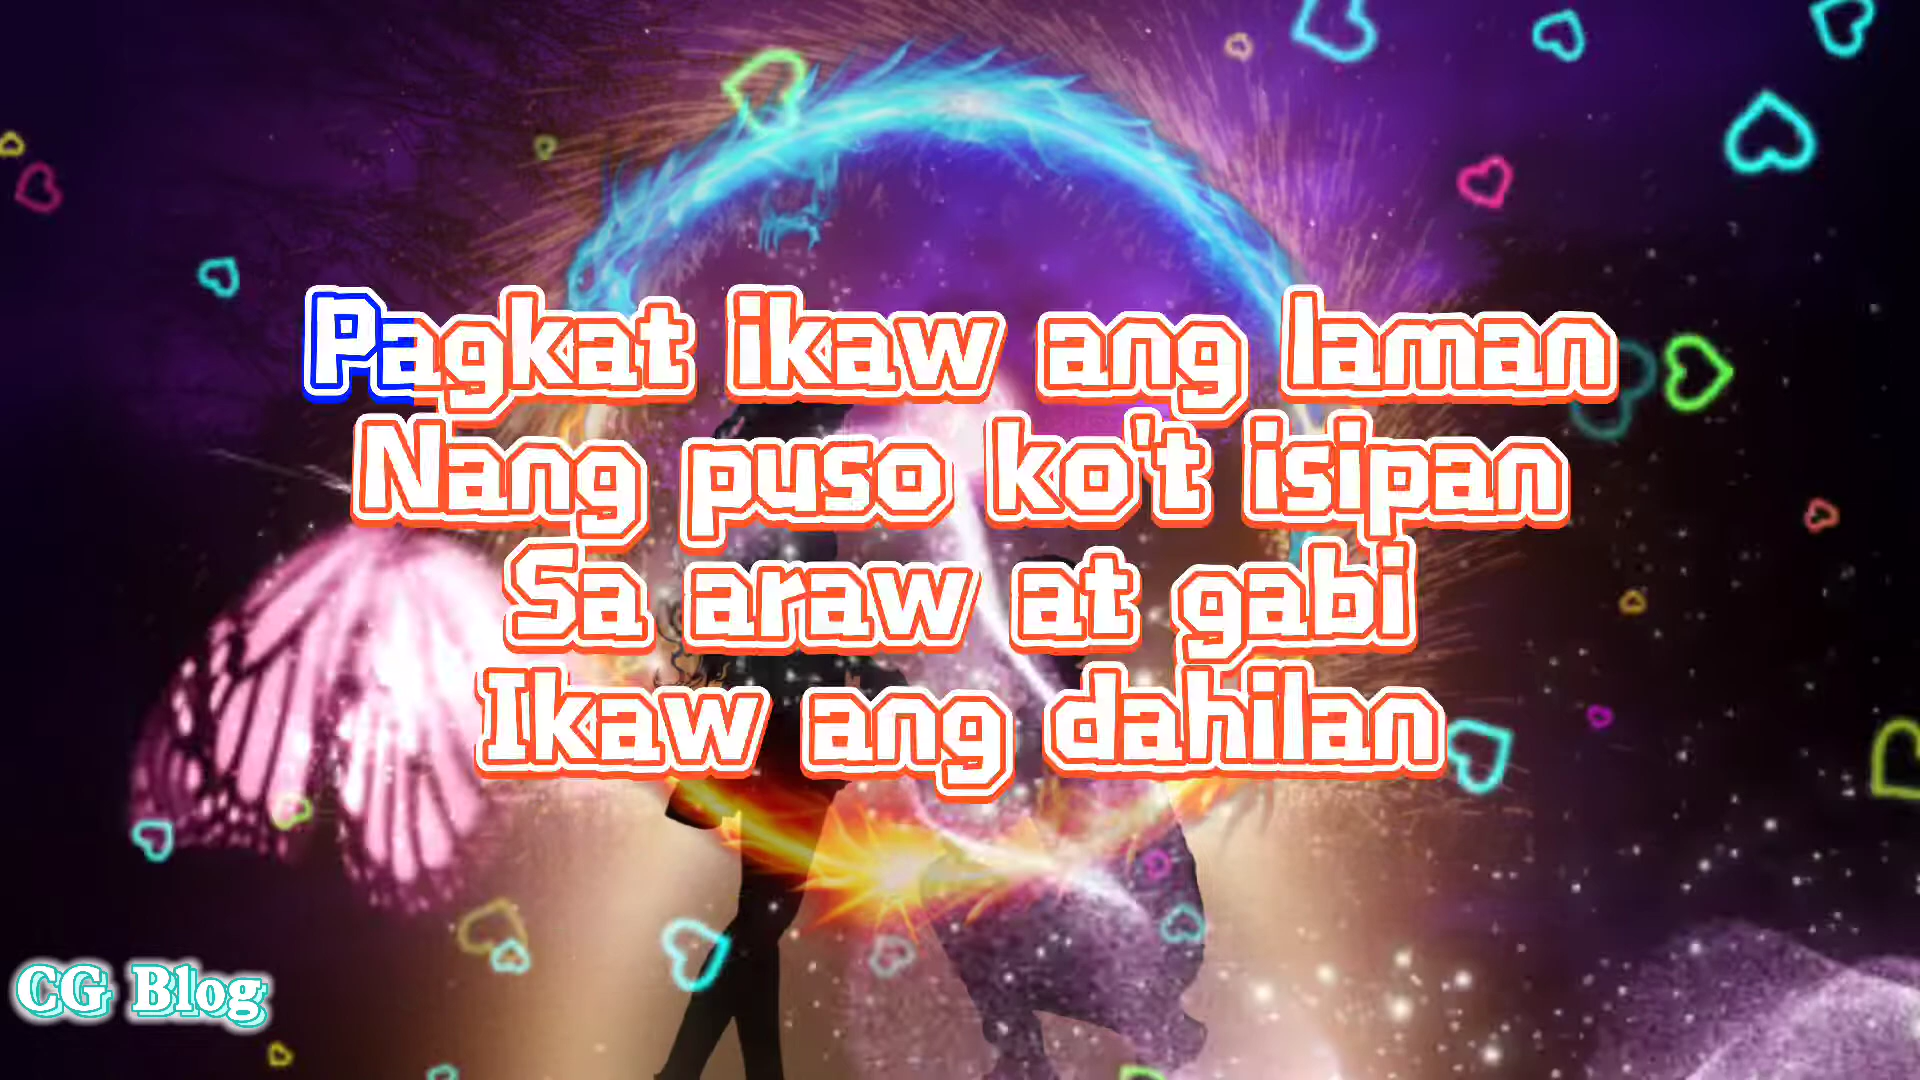 Pagkat ikaw ang laman
Nang puso ko't isipan
Sa araw at gabi
Ikaw ang dahilan
CG Blog